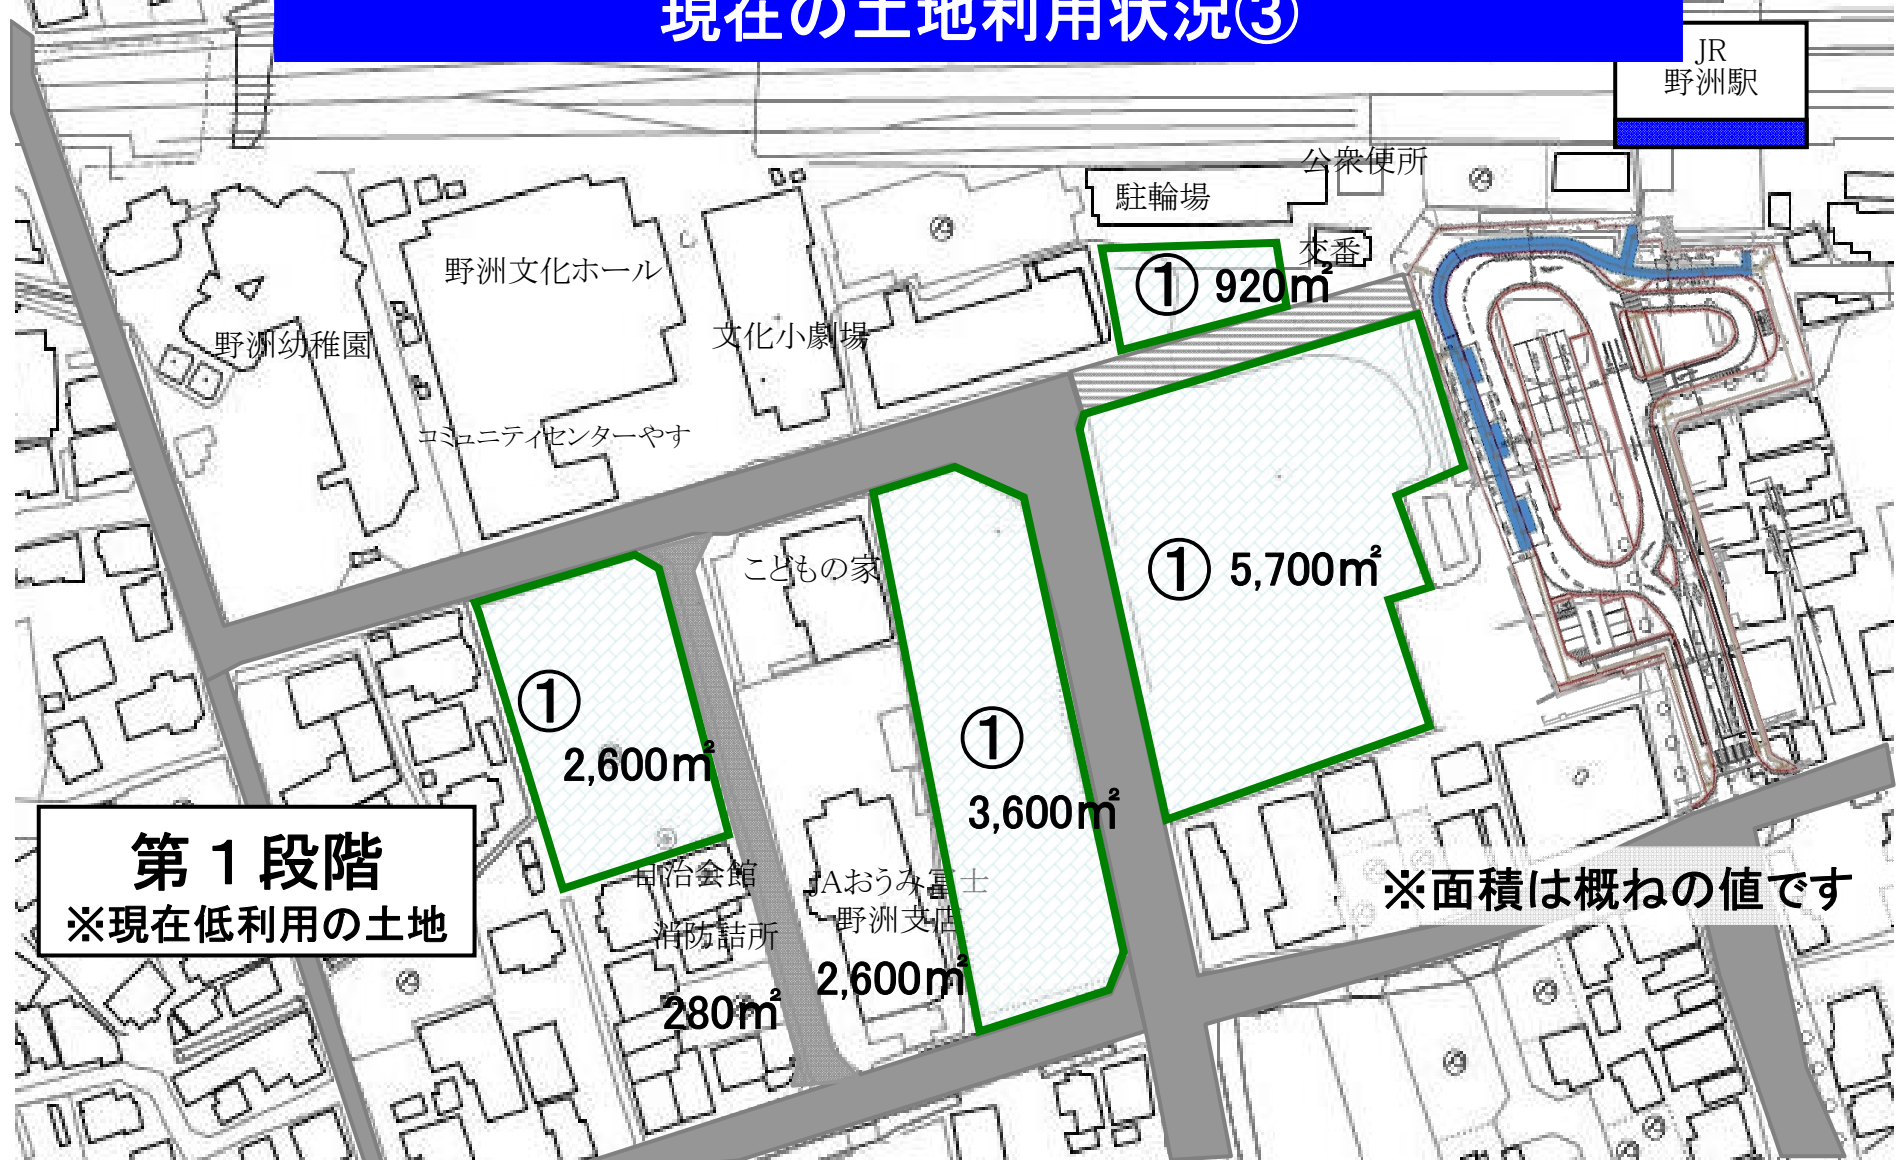 現在の土地利用状況③
JR
野洲駅
公衆便所
駐輪場
交番
① 920㎡
野洲文化ホール
文化小劇場
野洲幼稚園
コミュニティセンターやす
こどもの家
① 5,700㎡
①
2,600㎡
①
3,600㎡
第1段階
※現在低利用の土地
自治会館
消防詰所
280㎡
JAおうみ冨士
野洲支店
2,600㎡
※面積は概ねの値です